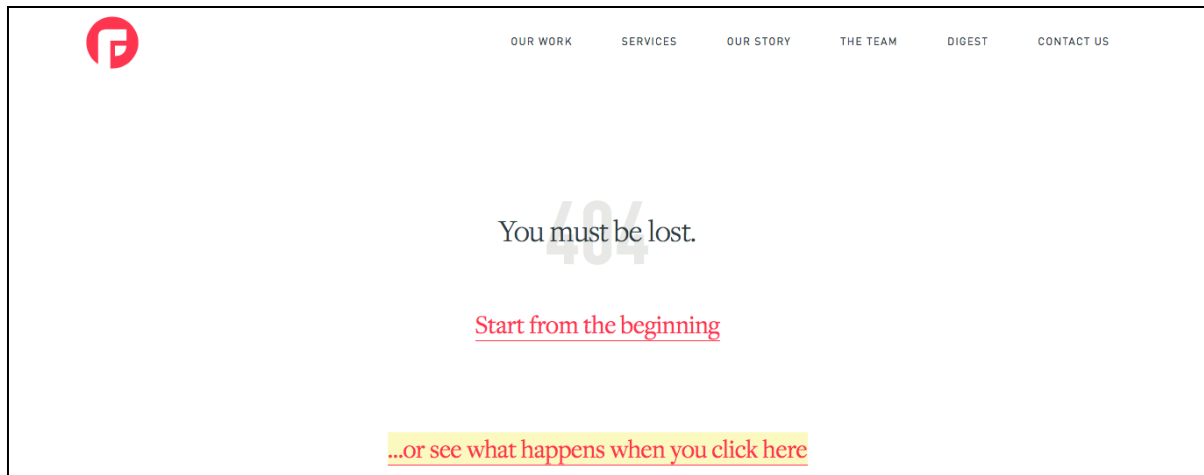 OUR WORK SERVICES OUR STORY THE TEAM DIGEST CONTACT US
404
You must be lost.
Start from the beginning
...or see what happens when you click here